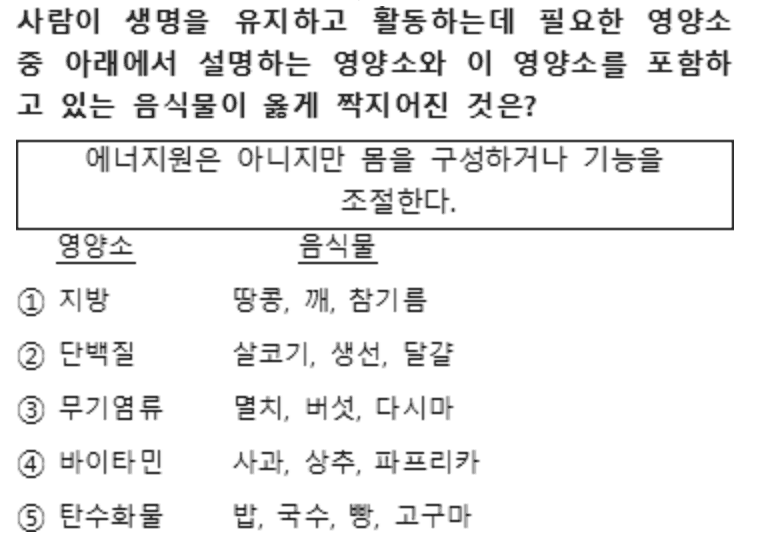 사람이 생명을 유지하고 활동하는데 필요한 영양소
중 아래에서 설명하는 영양소와 이 영양소를 포함하
고 있는 음식물이 옳게 짝지어진 것은?
에너지원은 아니지만 몸을 구성하거나 기능을
조절한다.
영양소 음식물
① 지방 땅콩, 깨, 참기름
② 단백질 살코기, 생선, 달걀
③ 무기염류 멸치, 버섯, 다시마
④ 바이타민 사과, 상추, 파프리카
⑤ 탄수화물 밥, 국수, 빵, 고구마